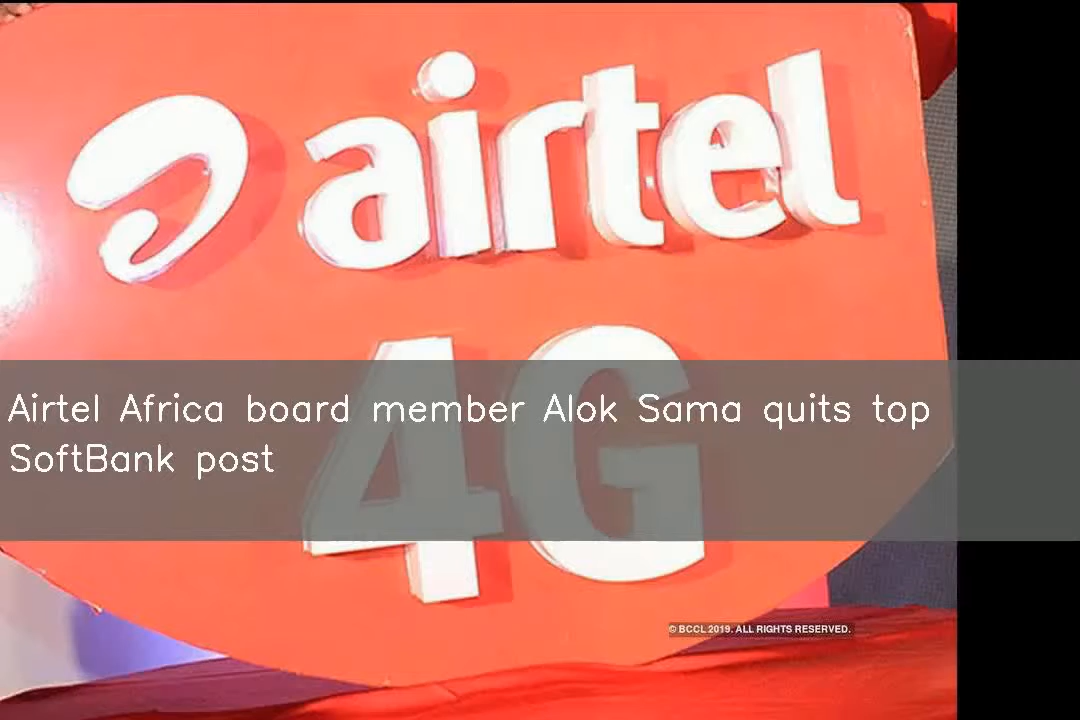 airtel
4G
Airtel Africa board member Alok Sama quits top
SoftBank post
© BCCL 2019. ALL RIGHTS RESERVED.